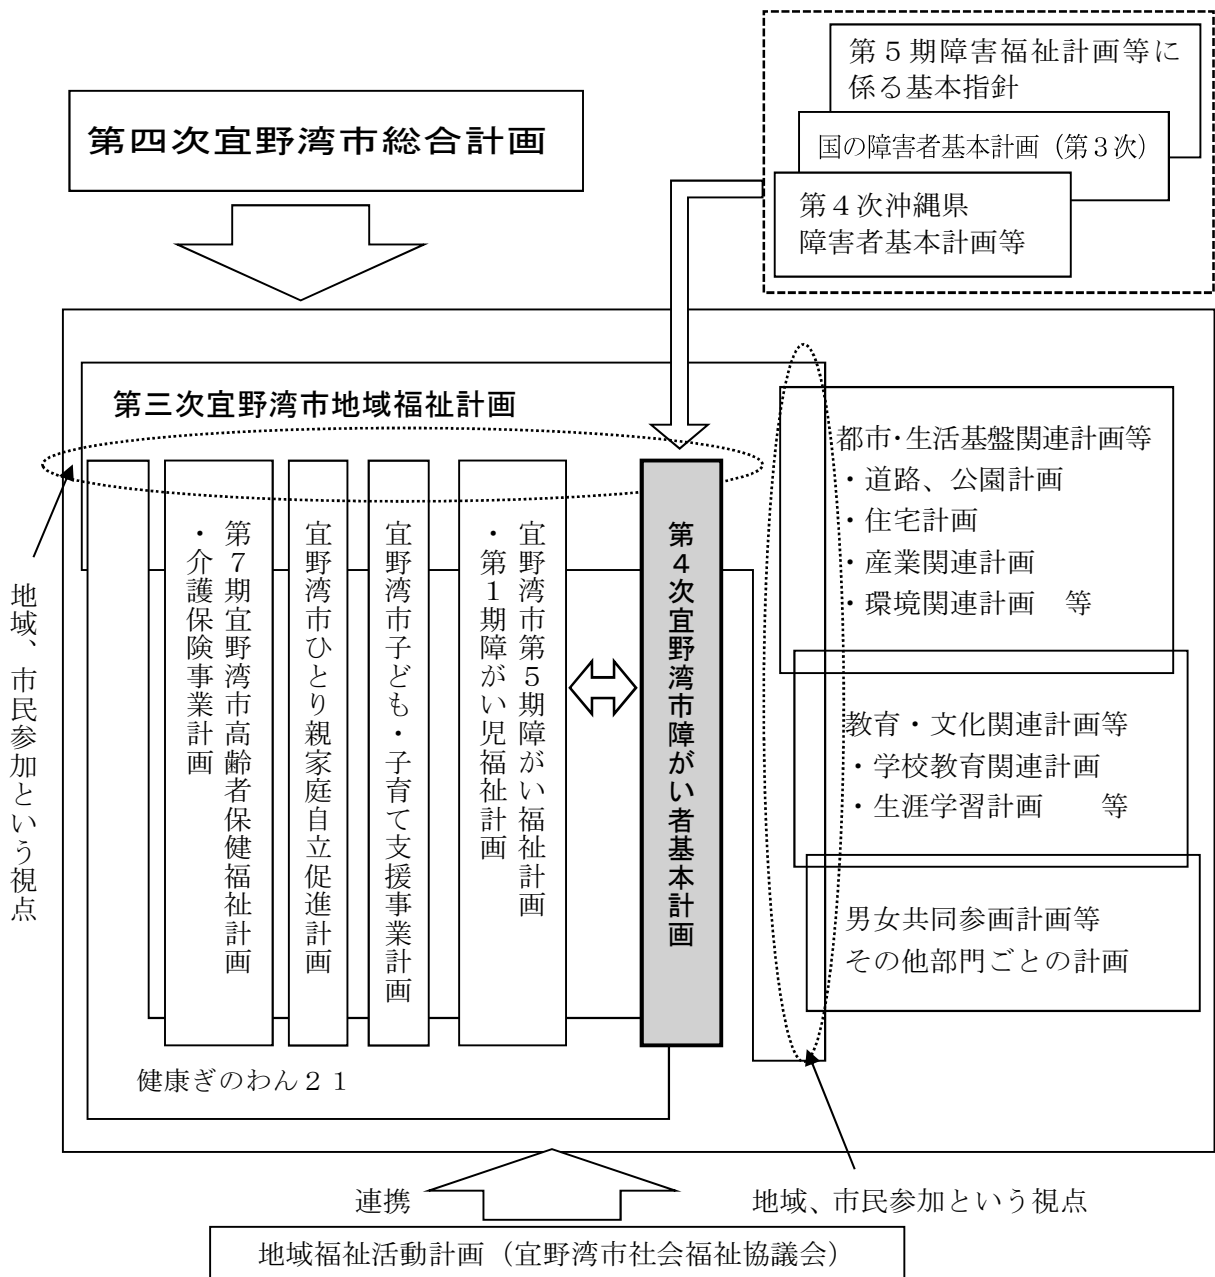 第５期障害福祉計画等に
係る基本指針
国の障害者基本計画（第３次）
第４次沖縄県
障害者基本計画等
第四次宜野湾市総合計画
第三次宜野湾市地域福祉計画
地域、市民参加という視点
第７期宜野湾市高齢者保健福祉計画
・介護保険事業計画
宜野湾市ひとり親家庭自立促進計画
宜野湾市子ども・子育て支援事業計画
宜野湾市第５期障がい福祉計画
・第１期障がい児福祉計画
第４次宜野湾市障がい者基本計画
都市・生活基盤関連計画等
・道路、公園計画
・住宅計画
・産業関連計画
・環境関連計画　等
教育・文化関連計画等
・学校教育関連計画
・生涯学習計画　　等
男女共同参画計画等
その他部門ごとの計画
健康ぎのわん２１
連携
地域、市民参加という視点
地域福祉活動計画（宜野湾市社会福祉協議会）